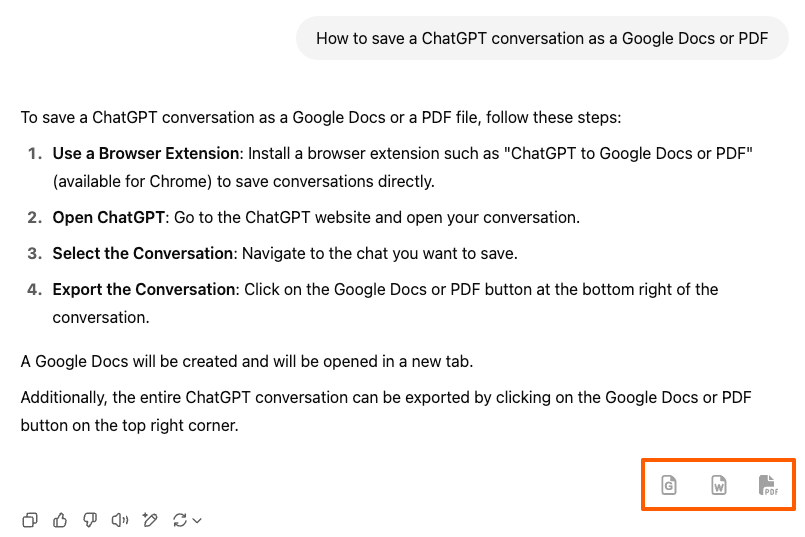 How to save a ChatGPT conversation as a Google Docs or PDF
To save a ChatGPT conversation as a Google Docs or a PDF file, follow these steps:
1. Use a Browser Extension: Install a browser extension such as "ChatGPT to Google Docs or PDF"
(available for Chrome) to save conversations directly.
2. Open ChatGPT: Go to the ChatGPT website and open your conversation.
3. Select the Conversation: Navigate to the chat you want to save.
4. Export the Conversation: Click on the Google Docs or PDF button at the bottom right of the
conversation.
A Google Docs will be created and will be opened in a new tab.
Additionally, the entire ChatGPT conversation can be exported by clicking on the Google Docs or PDF
button on the top right corner.
G W PDF